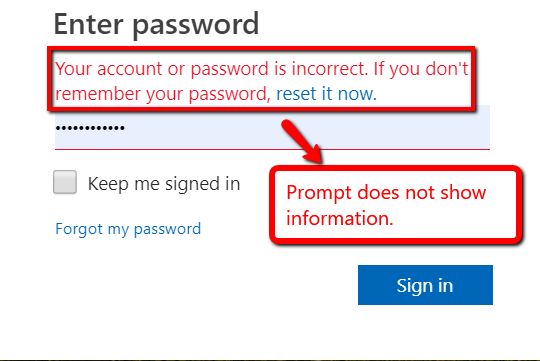 Enter password
Your account or password is incorrect. If you don't
remember your password, reset it now.
••••••••••••
Keep me signed in
Prompt does not show
information.
Forgot my password
Sign in